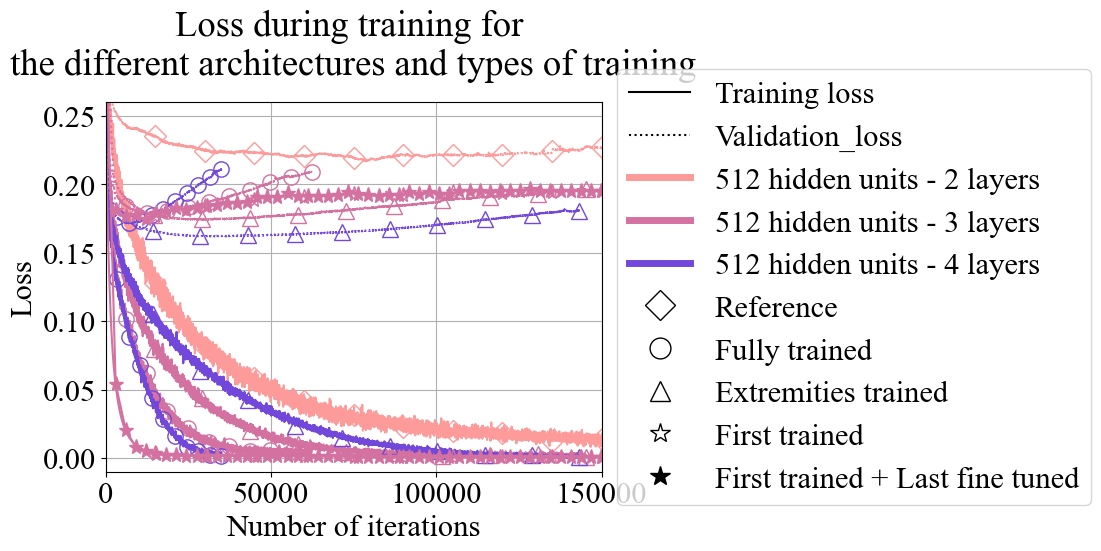 Loss during training for
the different architectures and types of training
0.25
0.20
0.15
0.10
0.05
0.00
Loss
0
50000
100000
150000
Number of iterations
Training loss
Validation_loss
512 hidden units - 2 layers
512 hidden units - 3 layers
512 hidden units - 4 layers
Reference
Fully trained
Extremities trained
First trained
First trained + Last fine tuned